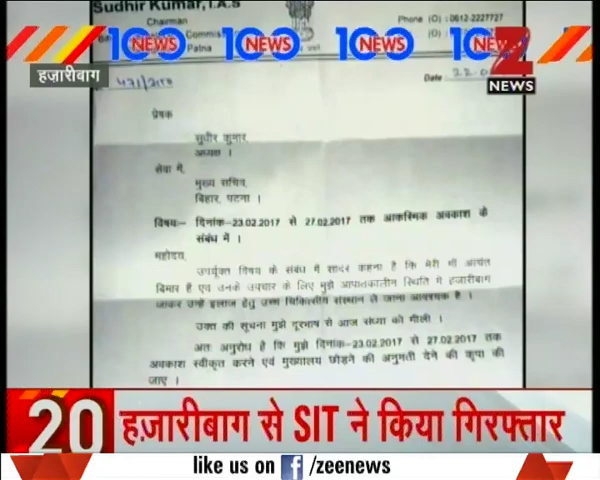 Sudhir Kumar, I.A.S
Chairman
Patna
Phone (O) : 0612-2227727
(O) :
100 NEWS 100 NEWS 100 NEWS 100 NEWS
Z NEWS
हज़ारीबाग
Date :
प्रेषक
सुधीर कुमार,
अध्यक्ष ।
सेवा में,
मुख्य सचिव,
बिहार, पटना ।
विषय:- दिनांक-23.02.2017 से 27.02.2017 तक आकस्मिक अवकाश के
संबंध में ।
महोदय,
उपर्युक्त विषय के संबंध में सादर कहना है कि मेरी माँ अत्यंत
बिमार है एवं उनके उपचार के लिए मुझे आपातकालीन स्थिति में हजारीबाग
जाकर उन्हें इलाज हेतु उच्च चिकित्सीय संस्थान ले जाना आवश्यक है ।
उक्त की सूचना मुझे दूरभाष से आज संध्या को मीली ।
अतः अनुरोध है कि मुझे दिनांक-23.02.2017 से 27.02.2017 तक
अवकाश स्वीकृत करने एवं मुख्यालय छोड़ने की अनुमती देने की कृपा की
जाए ।
20 हज़ारीबाग से SIT ने किया गिरफ्तार
like us on f /zeenews